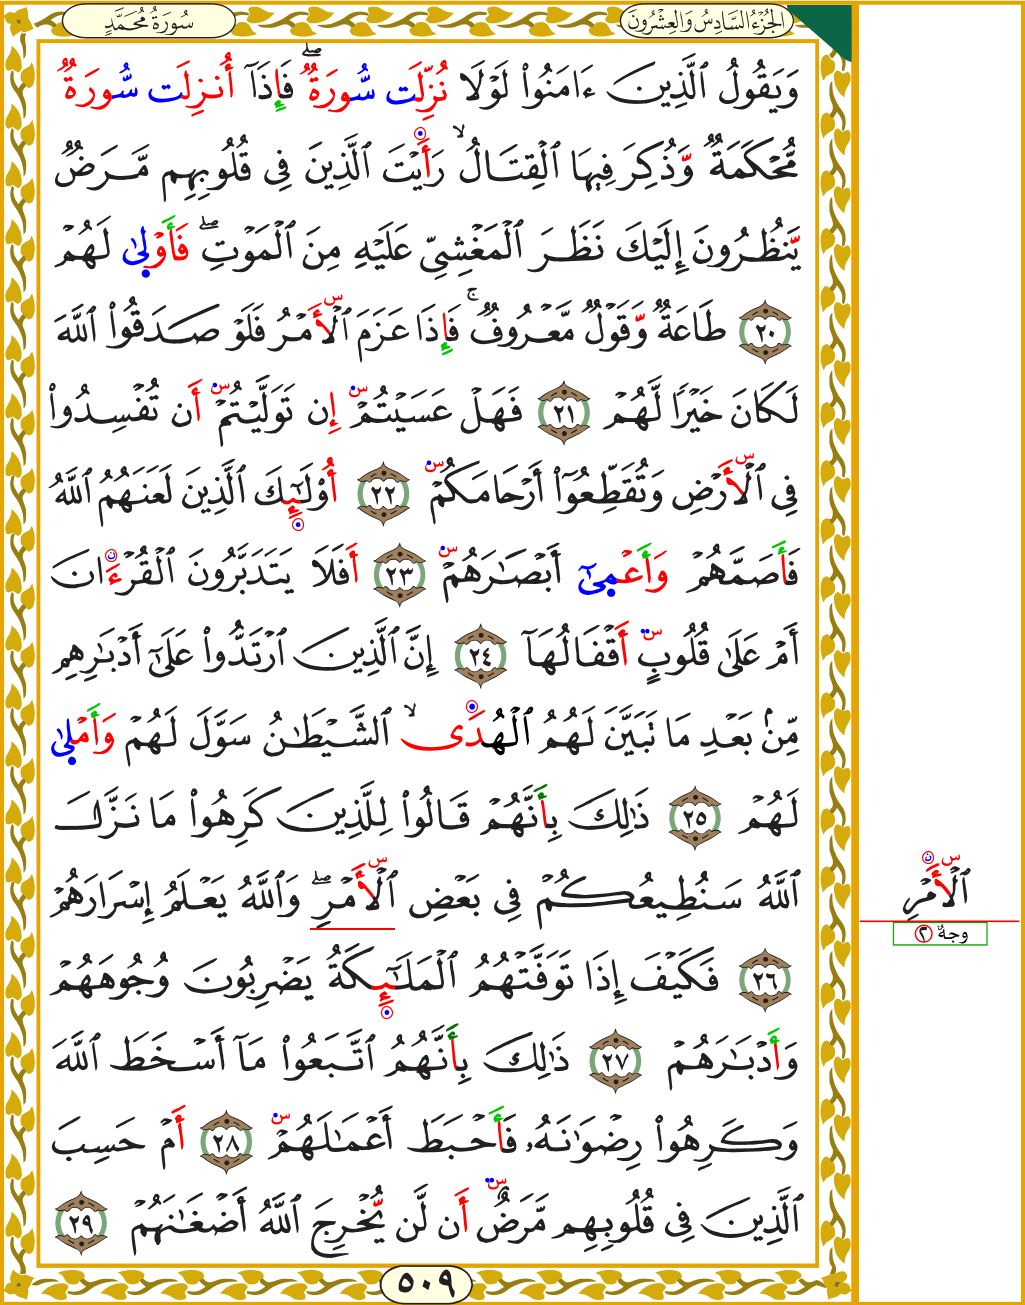 الجُزْءُ السَّادِسُ وَالعِشْرُونَ
سُورَةُ مُحَمَّدٍ
وَيَقُولُ ٱلَّذِينَ ءَامَنُوا۟ لَوْلَا نُزِّلَت سُّورَةٌ ۖ فَإِذَآ أُنزِلَت سُّورَةٌ
مُّحْكَمَةٌ وَّذُكِرَ فِيهَا ٱلْقِتَالُ ۙ رَأَيْتَ ٱلَّذِينَ فِى قُلُوبِهِم مَّرَضٌ
يَّنظُرُونَ إِلَيْكَ نَظَرَ ٱلْمَغْشِىِّ عَلَيْهِ مِنَ ٱلْمَوْتِ ۖ فَأَوْلىٰ لَهُمْ
٢٠ طَاعَةٌ وَّقَوْلٌ مَّعْرُوفٌ ۚ فَإِذَا عَزَمَ ٱلْأَمْرُ فَلَوْ صَدَقُوا۟ ٱللَّهَ
لَكَانَ خَيْرًا لَّهُمْ ٢١ فَهَلْ عَسَيْتُمْ إِن تَوَلَّيْتُمْ أَن تُفْسِدُوا۟
فِى ٱلْأَرْضِ وَتُقَطِّعُوٓا۟ أَرْحَامَكُمْ ٢٢ أُو۟لَٰٓئِكَ ٱلَّذِينَ لَعَنَهُمُ ٱللَّهُ
فَأَصَمَّهُمْ وَأَعْمىٰٓ أَبْصَٰرَهُمْ ٢٣ أَفَلَا يَتَدَبَّرُونَ ٱلْقُرْءَانَ
أَمْ عَلَىٰ قُلُوبٍ أَقْفَالُهَآ ٢٤ إِنَّ ٱلَّذِينَ ٱرْتَدُّوا۟ عَلَىٰٓ أَدْبَٰرِهِم
مِّنۢ بَعْدِ مَا تَبَيَّنَ لَهُمُ ٱلْهُدَى ۙ ٱلشَّيْطَٰنُ سَوَّلَ لَهُمْ وَأَمْلىٰ
لَهُمْ ٢٥ ذَٰلِكَ بِأَنَّهُمْ قَالُوا۟ لِلَّذِينَ كَرِهُوا۟ مَا نَزَّلَ
ٱللَّهُ سَنُطِيعُكُمْ فِى بَعْضِ ٱلْأَمْرِ ۖ وَٱللَّهُ يَعْلَمُ إِسْرَارَهُمْ
٢٦ فَكَيْفَ إِذَا تَوَفَّتْهُمُ ٱلْمَلَٰٓئِكَةُ يَضْرِبُونَ وُجُوهَهُمْ
وَأَدْبَٰرَهُمْ ٢٧ ذَٰلِكَ بِأَنَّهُمُ ٱتَّبَعُوا۟ مَآ أَسْخَطَ ٱللَّهَ
وَكَرِهُوا۟ رِضْوَٰنَهُۥ فَأَحْبَطَ أَعْمَٰلَهُمْ ٢٨ أَمْ حَسِبَ
ٱلَّذِينَ فِى قُلُوبِهِم مَّرَضٌ أَن لَّن يُّخْرِجَ ٱللَّهُ أَضْغَٰنَهُمْ ٢٩
٥٠٩
ٱلْأَمْرِ
وجهٌ ٢